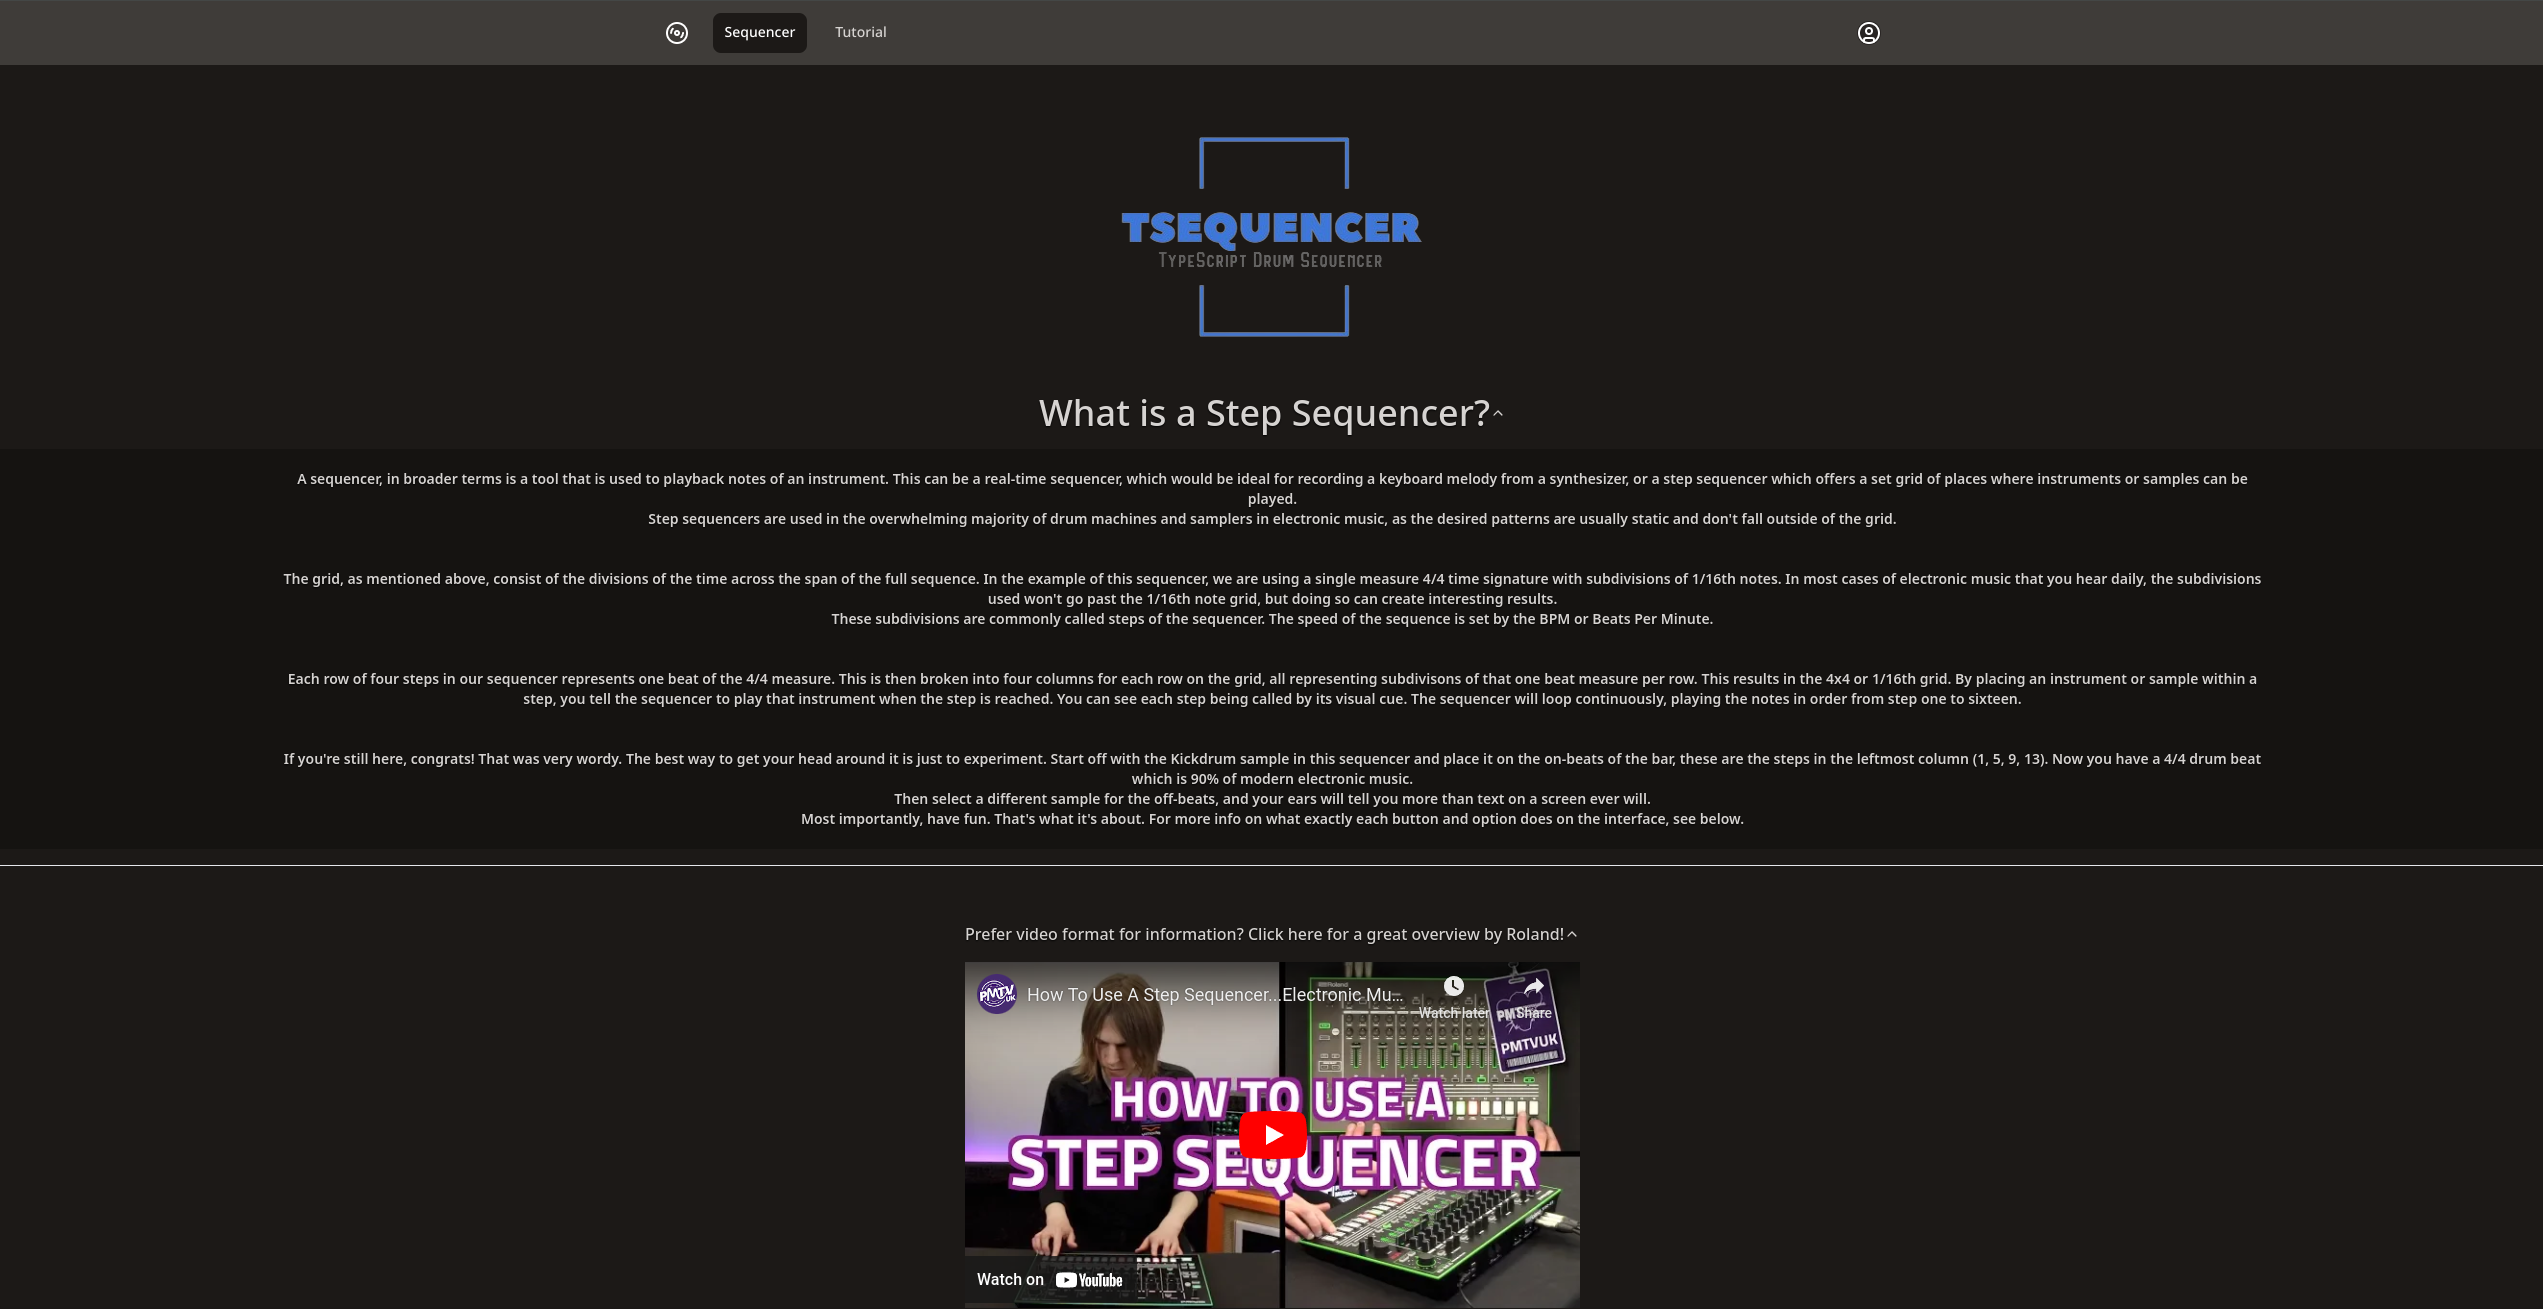 Sequencer
Tutorial
TSEQUENCER
TypeScript Drum Sequencer
What is a Step Sequencer?
A sequencer, in broader terms is a tool that is used to playback notes of an instrument. This can be a real-time sequencer, which would be ideal for recording a keyboard melody from a synthesizer, or a step sequencer which offers a set grid of places where instruments or samples can be
played.
Step sequencers are used in the overwhelming majority of drum machines and samplers in electronic music, as the desired patterns are usually static and don't fall outside of the grid.
The grid, as mentioned above, consist of the divisions of the time across the span of the full sequence. In the example of this sequencer, we are using a single measure 4/4 time signature with subdivisions of 1/16th notes. In most cases of electronic music that you hear daily, the subdivisions
used won't go past the 1/16th note grid, but doing so can create interesting results.
These subdivisions are commonly called steps of the sequencer. The speed of the sequence is set by the BPM or Beats Per Minute.
Each row of four steps in our sequencer represents one beat of the 4/4 measure. This is then broken into four columns for each row on the grid, all representing subdivisons of that one beat measure per row. This results in the 4x4 or 1/16th grid. By placing an instrument or sample within a
step, you tell the sequencer to play that instrument when the step is reached. You can see each step being called by its visual cue. The sequencer will loop continuously, playing the notes in order from step one to sixteen.
If you're still here, congrats! That was very wordy. The best way to get your head around it is just to experiment. Start off with the Kickdrum sample in this sequencer and place it on the on-beats of the bar, these are the steps in the leftmost column (1, 5, 9, 13). Now you have a 4/4 drum beat
which is 90% of modern electronic music.
Then select a different sample for the off-beats, and your ears will tell you more than text on a screen ever will.
Most importantly, have fun. That's what it's about. For more info on what exactly each button and option does on the interface, see below.
Prefer video format for information? Click here for a great overview by Roland!
PMTV UK
How To Use A Step Sequencer...Electronic Mu...
Watch later
Share
PMTVUK
HOW TO USE A
STEP SEQUENCER
Watch on YouTube